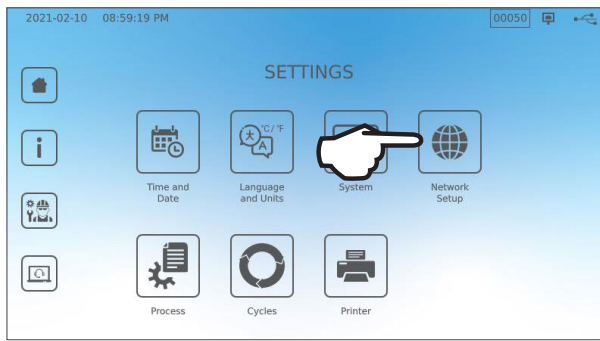 2021-02-10 08:59:19 PM 00050
SETTINGS
°C/°F
大
A
Time and
Date
Language
and Units
System
Network
Setup
Process
Cycles
Printer